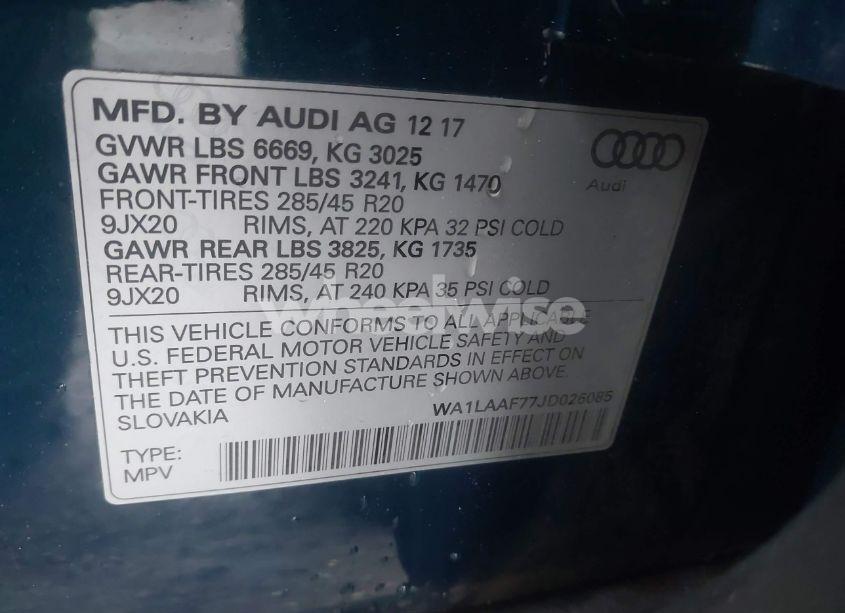 MFD. BY AUDI AG 12 17
GVWR LBS 6669, KG 3025
GAWR FRONT LBS 3241, KG 1470
FRONT-TIRES 285/45 R20
9JX20 RIMS, AT 220 KPA 32 PSI COLD
GAWR REAR LBS 3825, KG 1735
REAR-TIRES 285/45 R20
9JX20 RIMS, AT 240 KPA 35 PSI COLD
Audi
wheelwise
THIS VEHICLE CONFORMS TO ALL APPLICABLE
U.S. FEDERAL MOTOR VEHICLE SAFETY AND
THEFT PREVENTION STANDARDS IN EFFECT ON
THE DATE OF MANUFACTURE SHOWN ABOVE.
SLOVAKIA
WA1LAAF77JD026085
TYPE:
MPV